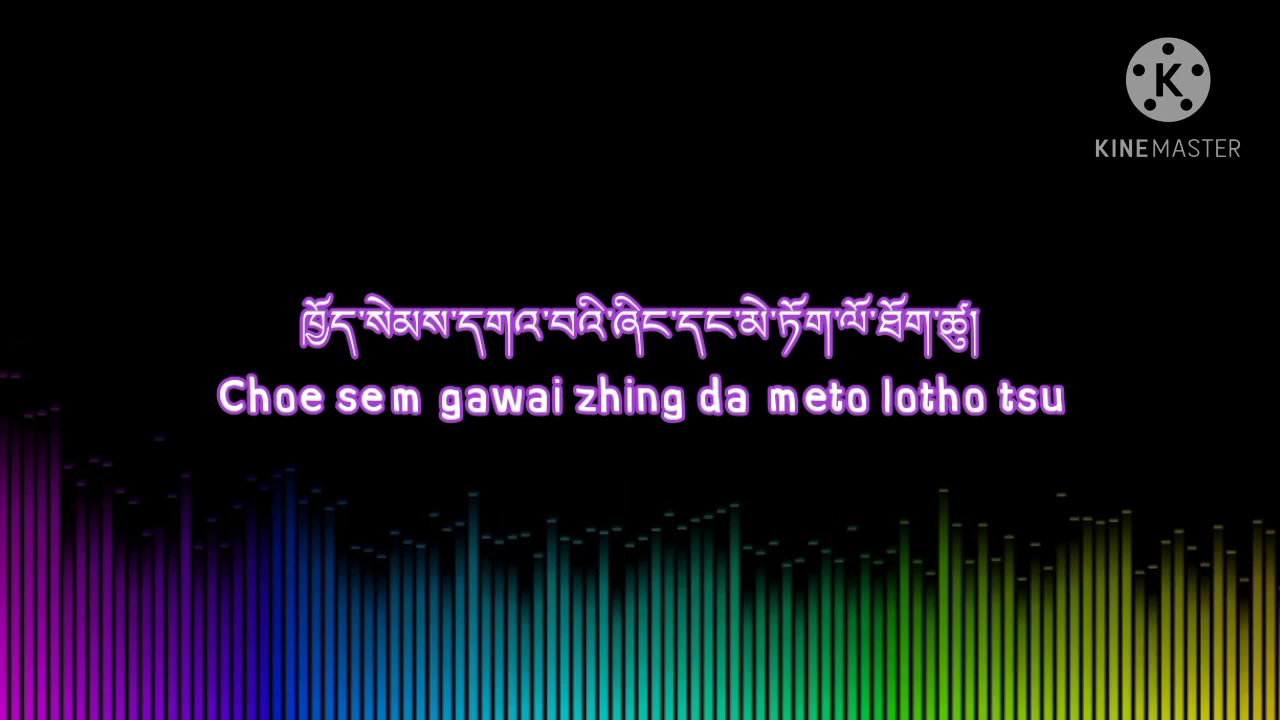 K
KINEMASTER
ཁྱོད་སེམས་དགའ་བའི་ཞིང་དང་མེ་ཏོག་ལོ་ཐོག་ཚུ།
Choe sem gawai zhing da meto lotho tsu